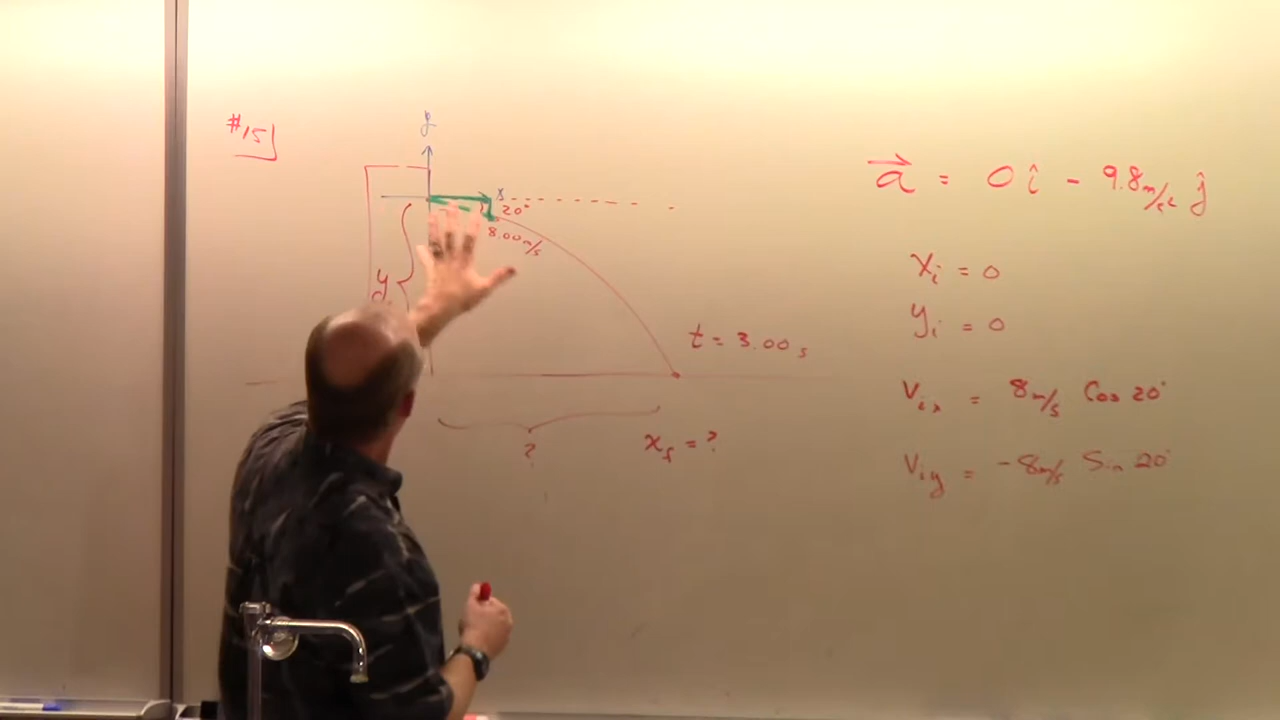 #15
y
x
20°
8.00 m/s
y
t = 3.00 s
?
x_f = ?
a⃗ = 0 î - 9.8 m/s² ĵ
x_i = 0
y_i = 0
V_ix = 8 m/s Cos 20°
V_iy = -8 m/s Sin 20°